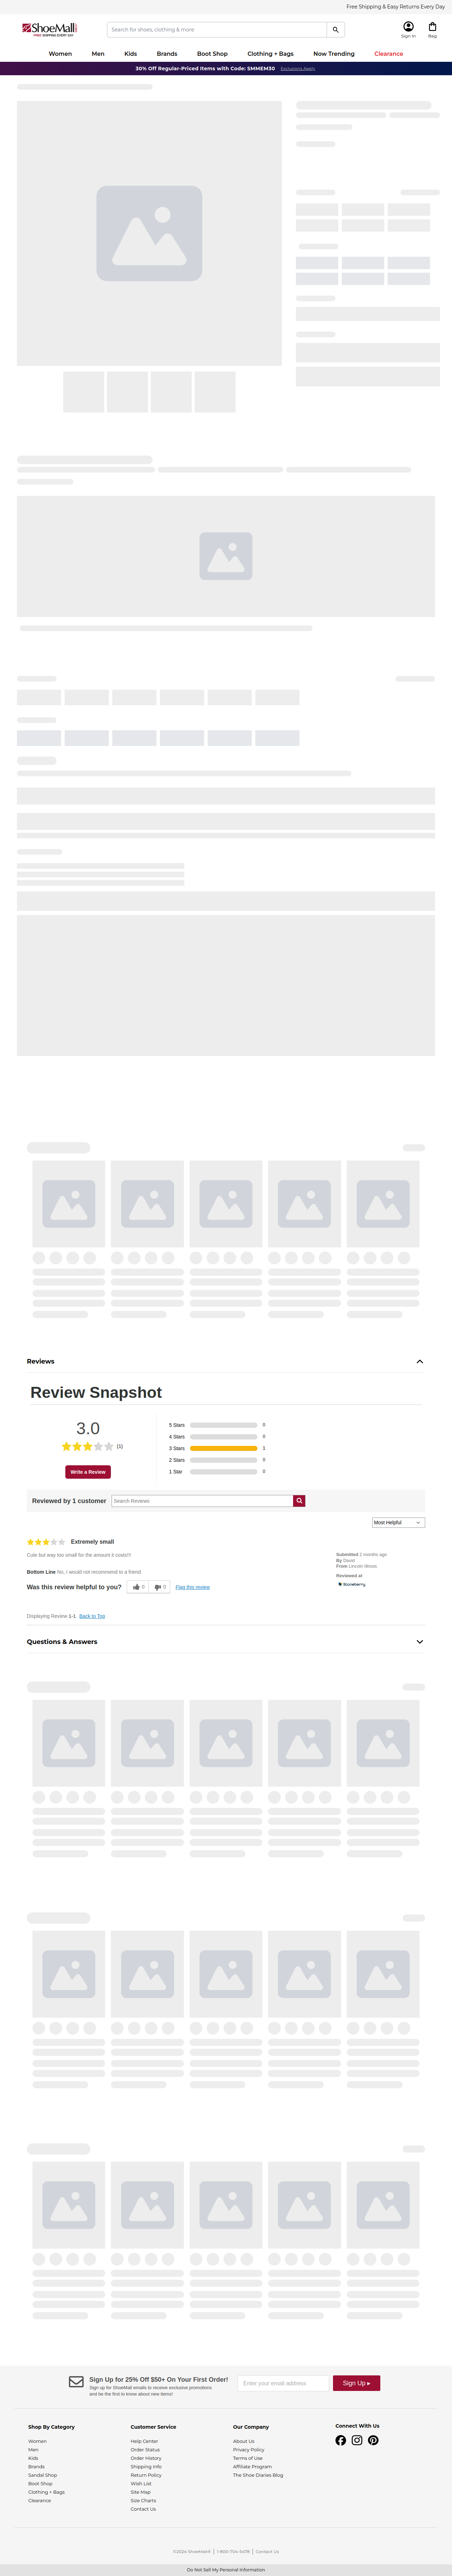 Free Shipping & Easy Returns Every Day
ShoeMall
FREE SHIPPING EVERY DAY
Search for shoes, clothing & more
Sign In
Bag
Women Men Kids Brands Boot Shop Clothing + Bags Now Trending Clearance
30% Off Regular-Priced Items with Code: SMMEM30 Exclusions Apply
Reviews
Review Snapshot
3.0
(1)
Write a Review
5 Stars 0
4 Stars 0
3 Stars 1
2 Stars 0
1 Star 0
Reviewed by 1 customer
Search Reviews
Most Helpful
Extremely small
Cute but way too small for the amount it costs!!!
Submitted 2 months ago
By David
From Lincoln Illinois
Reviewed at
Stoneberry
Bottom Line No, I would not recommend to a friend
Was this review helpful to you? 0 0 Flag this review
Displaying Review 1-1 Back to Top
Questions & Answers
Sign Up for 25% Off $50+ On Your First Order!
Sign up for ShoeMall emails to receive exclusive promotions
and be the first to know about new items!
Enter your email address
Sign Up ▸
Shop By Category
Women
Men
Kids
Brands
Sandal Shop
Boot Shop
Clothing + Bags
Clearance
Customer Service
Help Center
Order Status
Order History
Shipping Info
Return Policy
Wish List
Site Map
Size Charts
Contact Us
Our Company
About Us
Privacy Policy
Terms of Use
Affiliate Program
The Shoe Diaries Blog
Connect With Us
©2024 ShoeMall® | 1-800-704-5478 | Contact Us
Do Not Sell My Personal Information